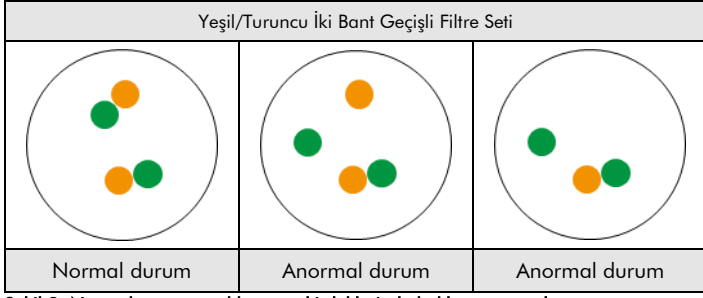 Yeşil/Turuncu İki Bant Geçişli Filtre Seti
Normal durum
Anormal durum
Anormal durum